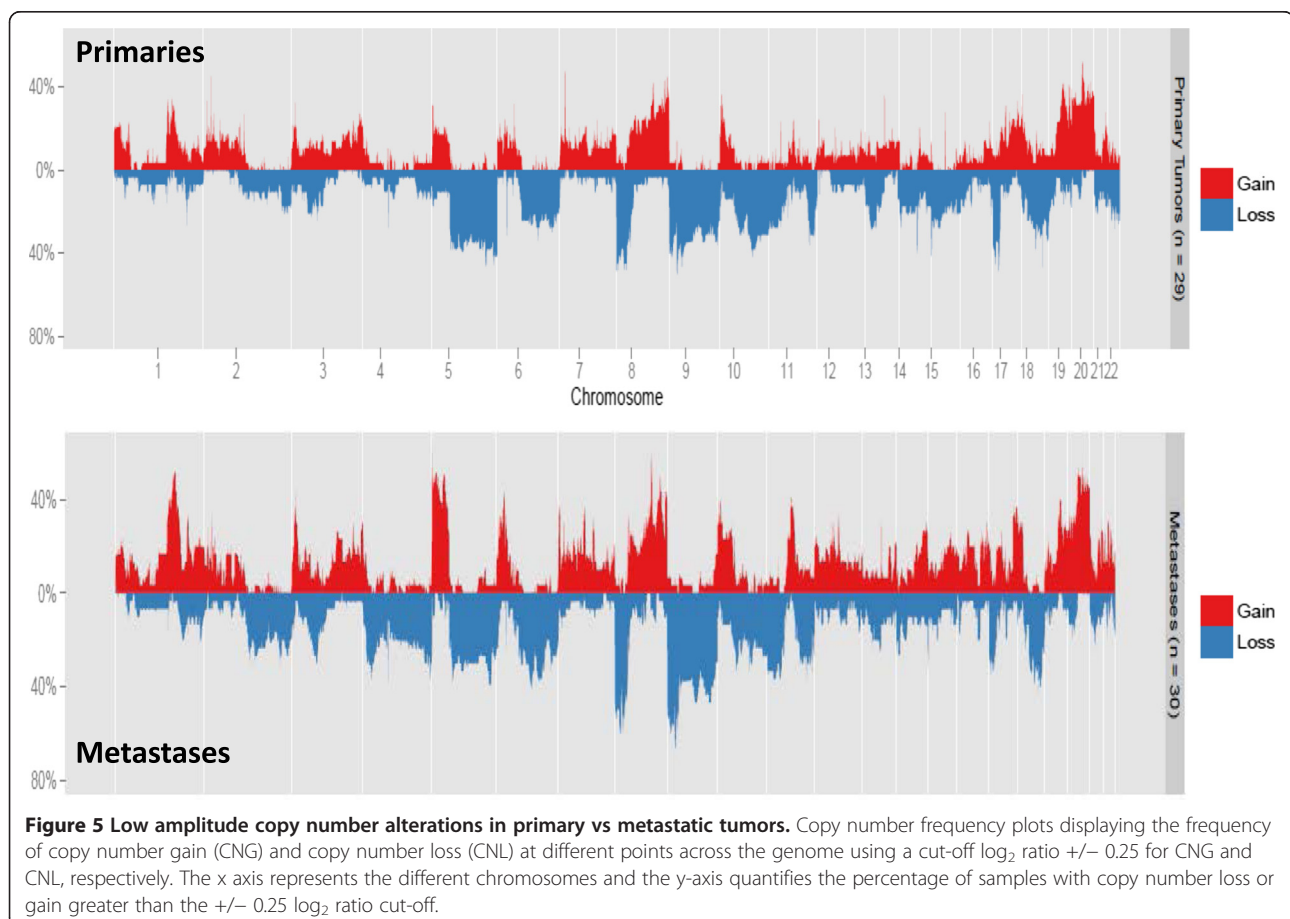 Primaries
40%
0%
40%
80%
Primary Tumors (n = 29)
Gain
Loss
1 2 3 4 5 6 7 8 9 10 11 12 13 14 15 16 17 18 19 20 21 22
Chromosome
40%
0%
40%
80%
Metastases (n = 30)
Gain
Loss
Metastases
Figure 5 Low amplitude copy number alterations in primary vs metastatic tumors. Copy number frequency plots displaying the frequency
of copy number gain (CNG) and copy number loss (CNL) at different points across the genome using a cut-off log₂ ratio +/− 0.25 for CNG and
CNL, respectively. The x axis represents the different chromosomes and the y-axis quantifies the percentage of samples with copy number loss or
gain greater than the +/− 0.25 log₂ ratio cut-off.